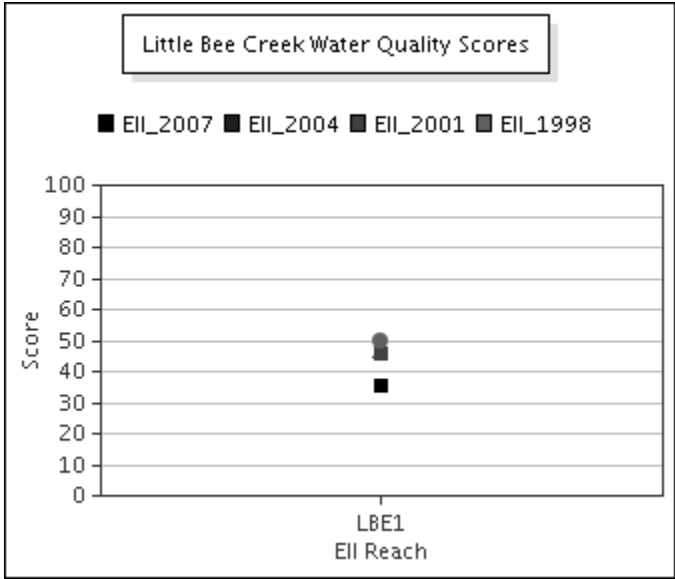 Little Bee Creek Water Quality Scores
EII_2007 EII_2004 EII_2001 EII_1998
100
90
80
70
60
50
40
30
20
10
0
Score
LBE1
EII Reach